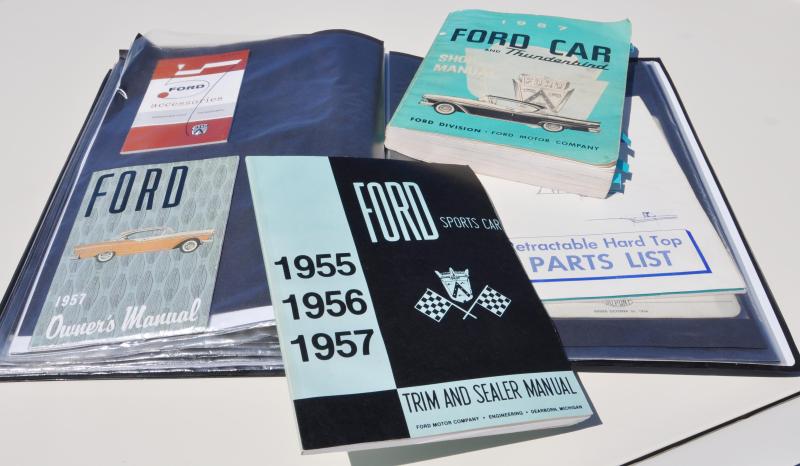 FORD
accessories
FORD
1957
Owner's Manual
1957
FORD CAR
AND Thunderbird
SHOP
MANUAL
FORD DIVISION • FORD MOTOR COMPANY
FORD
SPORTS CAR
1955
1956
1957
TRIM AND SEALER MANUAL
FORD MOTOR COMPANY • ENGINEERING • DEARBORN, MICHIGAN
Retractable Hard Top
PARTS LIST